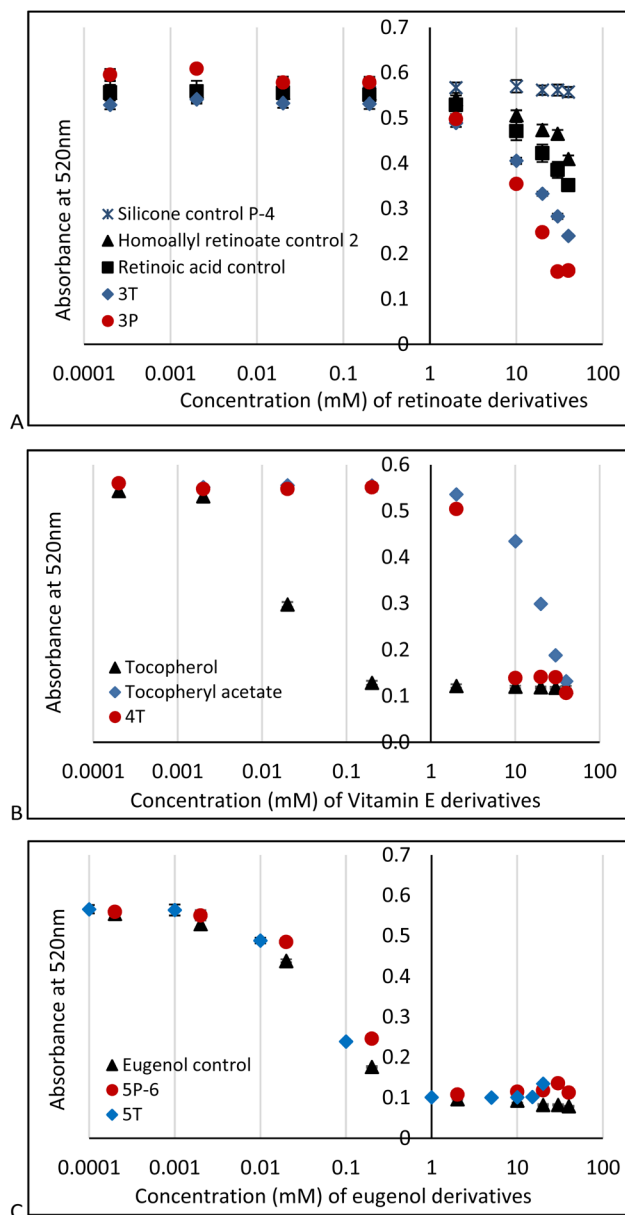 0.7
0.6
0.5
0.4
0.3
0.2
0.1
0
Absorbance at 520nm
Silicone control P-4
Homoallyl retinoate control 2
Retinoic acid control
3T
3P
0.0001 0.001 0.01 0.1 1 10 100
Concentration (mM) of retinoate derivatives
A
0.6
0.5
0.4
0.3
0.2
0.1
0.0
Absorbance at 520nm
Tocopherol
Tocopheryl acetate
4T
0.0001 0.001 0.01 0.1 1 10 100
Concentration (mM) of Vitamin E derivatives
B
0.7
0.6
0.5
0.4
0.3
0.2
0.1
0
Absorbance at 520nm
Eugenol control
5P-6
5T
0.0001 0.001 0.01 0.1 1 10 100
Concentration (mM) of eugenol derivatives
C